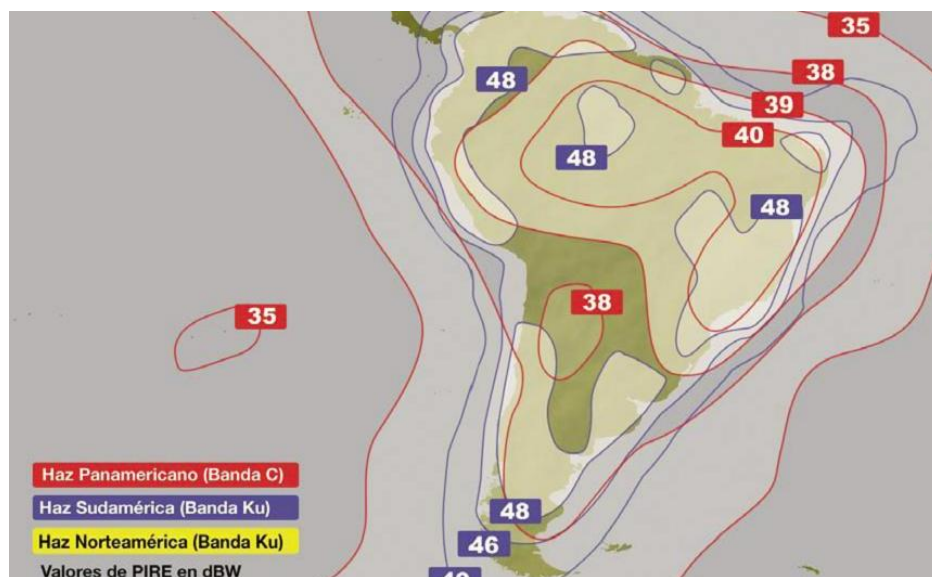 35
38
48
39
40
48
48
38
35
Haz Panamericano (Banda C)
Haz Sudamérica (Banda Ku)
48
Haz Norteamérica (Banda Ku)
46
Valores de PIRE en dBW